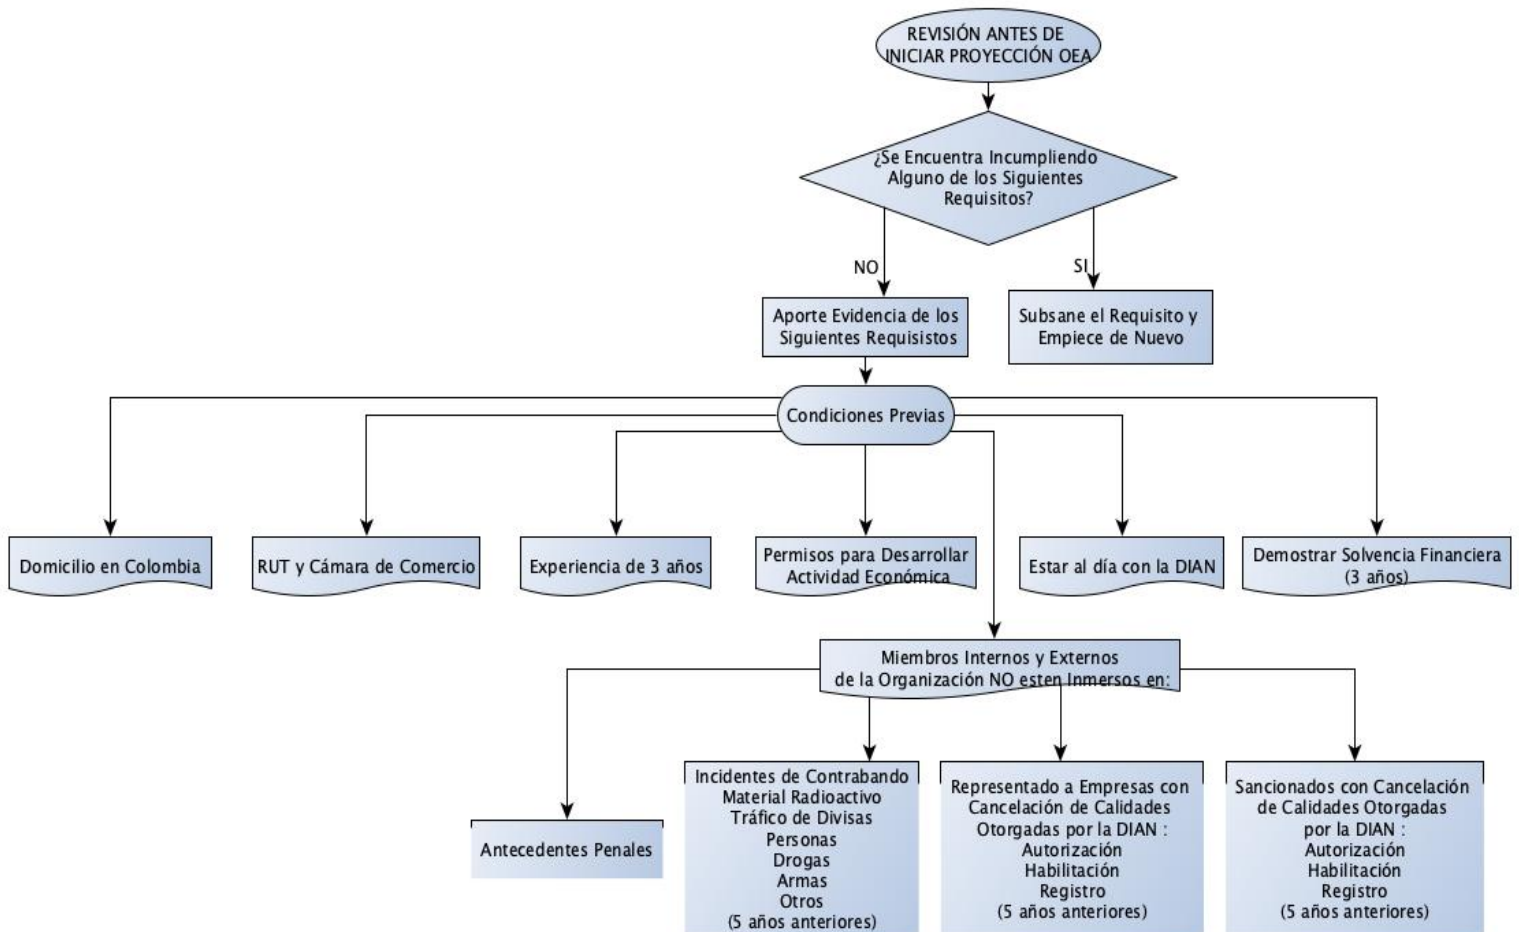 REVISIÓN ANTES DE
INICIAR PROYECCIÓN OEA
¿Se Encuentra Incumpliendo
Alguno de los Siguientes
Requisitos?
NO
SI
Aporte Evidencia de los
Siguientes Requisistos
Subsane el Requisito y
Empiece de Nuevo
Condiciones Previas
Domicilio en Colombia
RUT y Cámara de Comercio
Experiencia de 3 años
Permisos para Desarrollar
Actividad Económica
Estar al día con la DIAN
Demostrar Solvencia Financiera
(3 años)
Miembros Internos y Externos
de la Organización NO esten Inmersos en:
Antecedentes Penales
Incidentes de Contrabando
Material Radioactivo
Tráfico de Divisas
Personas
Drogas
Armas
Otros
(5 años anteriores)
Representado a Empresas con
Cancelación de Calidades
Otorgadas por la DIAN :
Autorización
Habilitación
Registro
(5 años anteriores)
Sancionados con Cancelación
de Calidades Otorgadas
por la DIAN :
Autorización
Habilitación
Registro
(5 años anteriores)